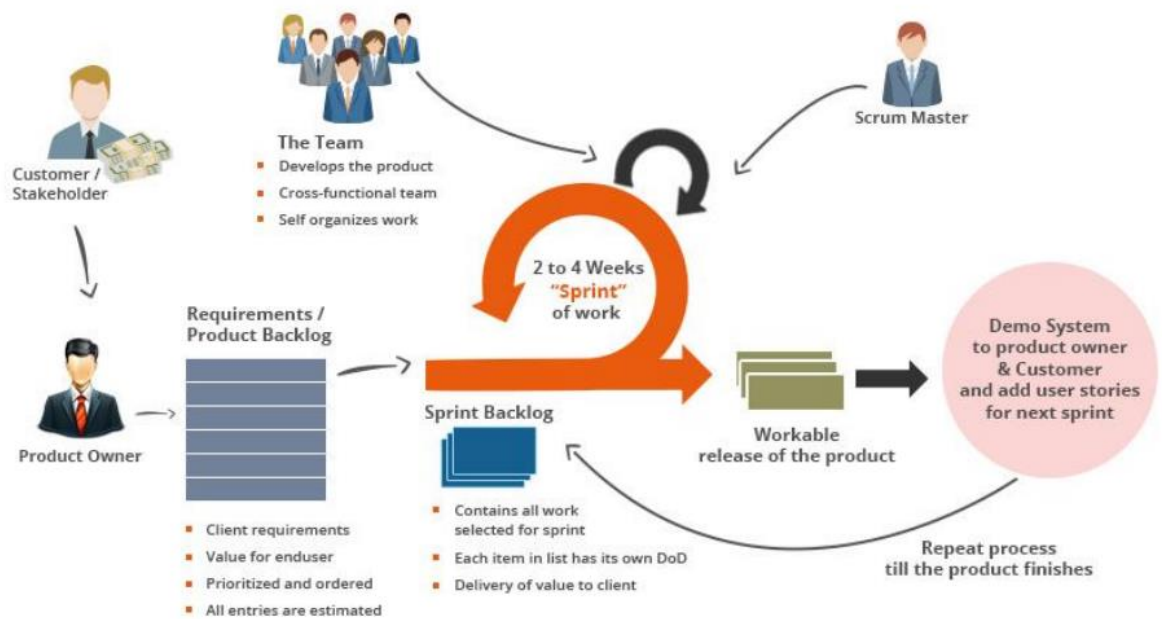 Customer /
Stakeholder
The Team
Develops the product
Cross-functional team
Self organizes work
Scrum Master
Product Owner
Requirements /
Product Backlog
Client requirements
Value for enduser
Prioritized and ordered
All entries are estimated
2 to 4 Weeks
“Sprint”
of work
Sprint Backlog
Contains all work
selected for sprint
Each item in list has its own DoD
Delivery of value to client
Workable
release of the product
Demo System
to product owner
& Customer
and add user stories
for next sprint
Repeat process
till the product finishes